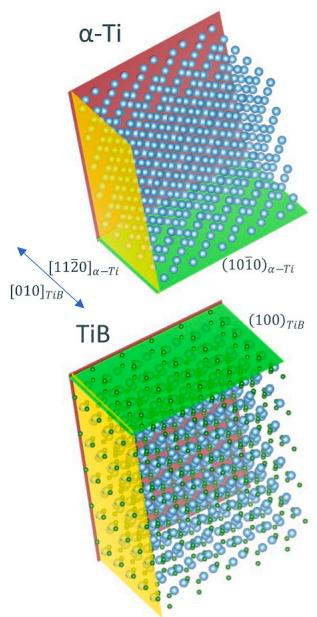 α-Ti
[112̄0]α−Ti
(101̄0)α−Ti
[010]TiB
(100)TiB
TiB